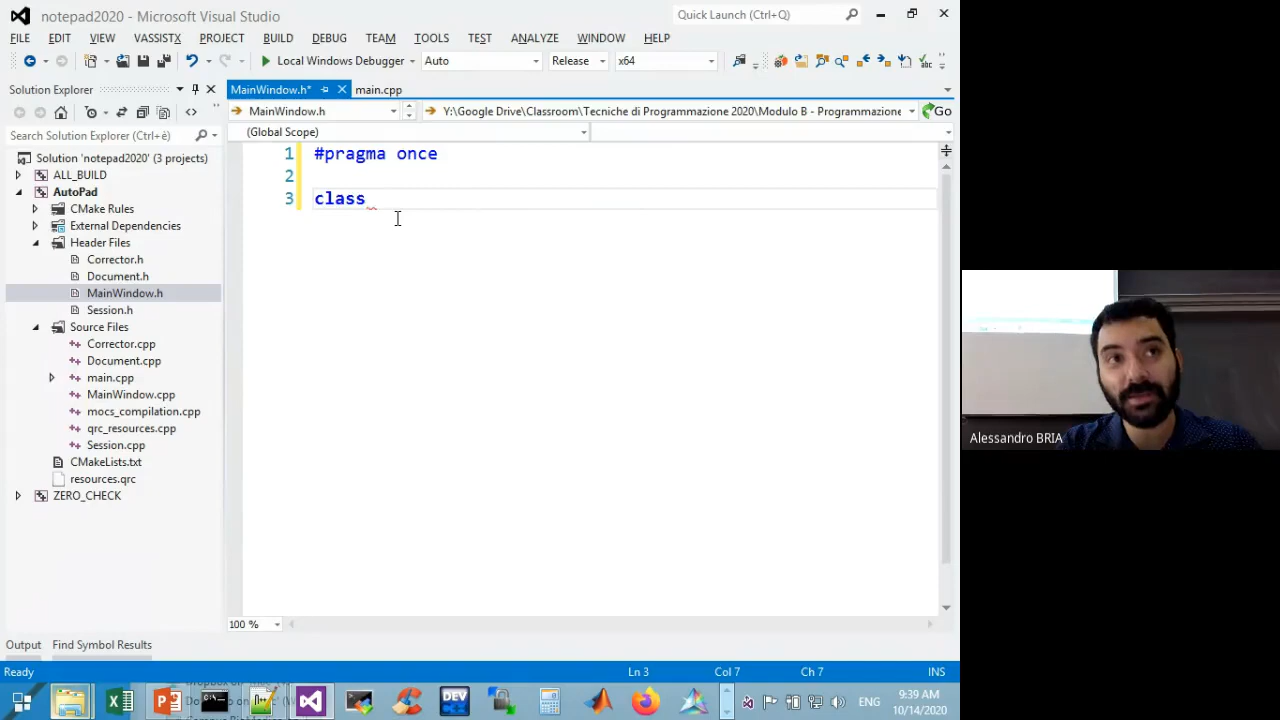 notepad2020 - Microsoft Visual Studio
Quick Launch (Ctrl+Q)
FILE EDIT VIEW VASSISTX PROJECT BUILD DEBUG TEAM TOOLS TEST ANALYZE WINDOW HELP
Local Windows Debugger Auto Release x64
Solution Explorer
MainWindow.h* main.cpp
MainWindow.h
Y:\Google Drive\Classroom\Tecniche di Programmazione 2020\Modulo B - Programmazione
Go
Search Solution Explorer (Ctrl+è)
(Global Scope)
Solution 'notepad2020' (3 projects)
ALL_BUILD
AutoPad
CMake Rules
External Dependencies
Header Files
Corrector.h
Document.h
MainWindow.h
Session.h
Source Files
Corrector.cpp
Document.cpp
main.cpp
MainWindow.cpp
mocs_compilation.cpp
qrc_resources.cpp
Session.cpp
CMakeLists.txt
resources.qrc
ZERO_CHECK
1 #pragma once
2
3 class
100 %
Output Find Symbol Results
Ready Ln 3 Col 7 Ch 7 INS
DEV
ENG
9:39 AM
10/14/2020
Alessandro BRIA